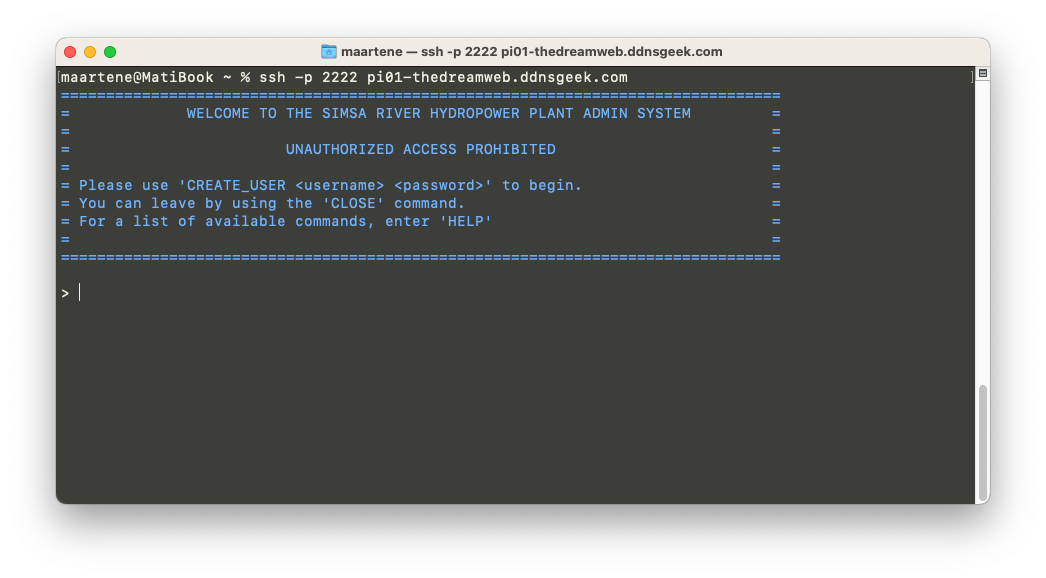 maartene — ssh -p 2222 pi01-thedreamweb.ddnsgeek.com
[maartene@MatiBook ~ % ssh -p 2222 pi01-thedreamweb.ddnsgeek.com ]
================================================================================
= WELCOME TO THE SIMSA RIVER HYDROPOWER PLANT ADMIN SYSTEM =
= =
= UNAUTHORIZED ACCESS PROHIBITED =
= =
= Please use 'CREATE_USER <username> <password>' to begin. =
= You can leave by using the 'CLOSE' command. =
= For a list of available commands, enter 'HELP' =
= =
================================================================================
>